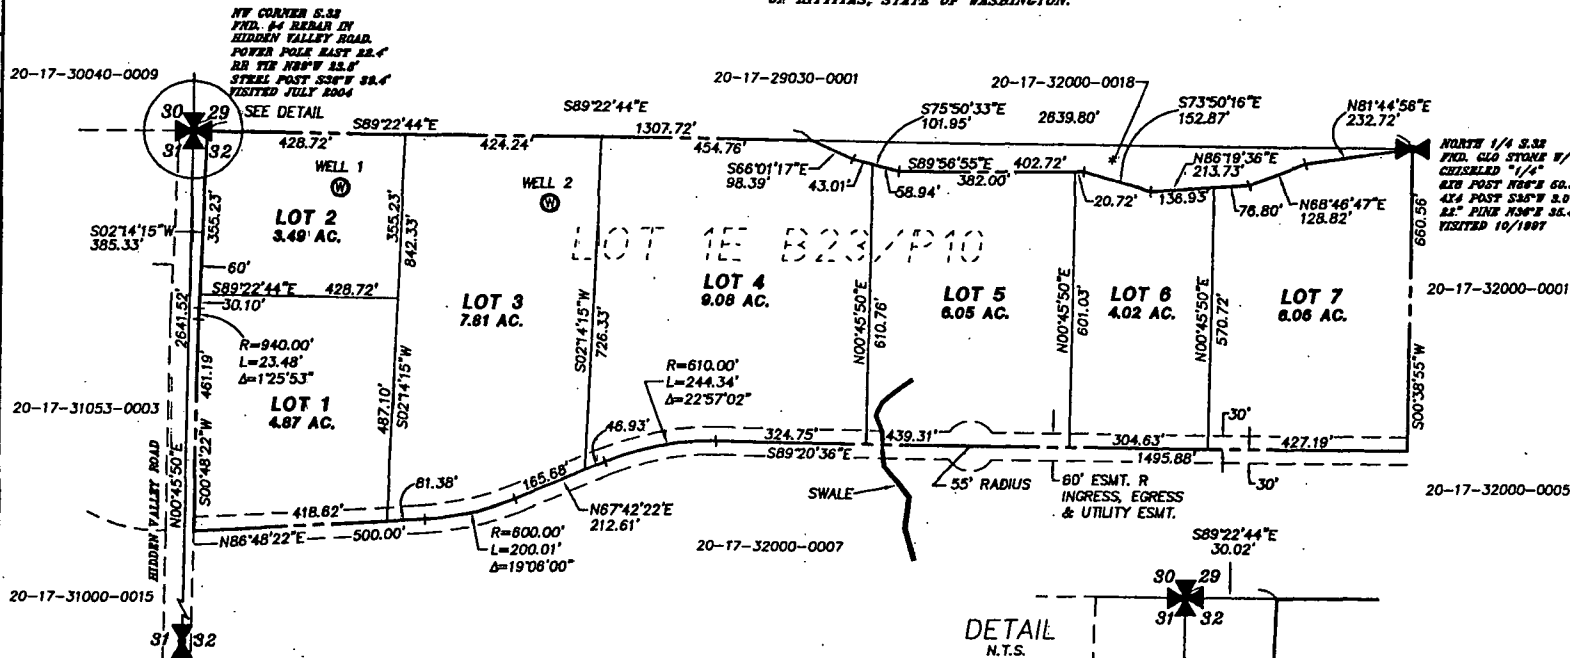 OF KITTITAS, STATE OF WASHINGTON.
NW CORNER S.32
FND. #4 REBAR IN
HIDDEN VALLEY ROAD.
POWER POLE EAST 22.4'
STEEL POST
VISITED JULY 2004
20-17-30040-0009
SEE DETAIL
30 29
31 32
20-17-29030-0001
20-17-32000-0018
S89°22'44"E
428.72'
424.24'
S89°22'44"E
1307.72'
454.76'
S75°50'33"E
101.95'
2639.80'
*
S73°50'16"E
152.87'
N81°44'56"E
232.72'
NORTH 1/4 S.32
FND. GLO STONE W/
CHISELED "1/4"
VISITED 10/1997
S66°01'17"E
98.39'
43.01'
58.94'
S89°56'55"E
402.72'
382.00'
20.72'
N86°19'36"E
213.73'
136.93'
76.80'
N68°46'47"E
128.82'
660.56'
S00°38'55"W
WELL 1
W
WELL 2
W
LOT 2
3.49 AC.
355.23'
355.23'
842.33'
S02°14'15"W
385.33'
60'
S89°22'44"E
428.72'
30.10'
LOT 1E B23/P10
LOT 3
7.81 AC.
LOT 4
9.08 AC.
LOT 5
6.05 AC.
LOT 6
4.02 AC.
LOT 7
6.06 AC.
S02°14'15"W
726.33'
N00°45'50"E
610.76'
N00°45'50"E
601.03'
N00°45'50"E
570.72'
20-17-32000-0001
2641.52'
R=940.00'
L=23.48'
Δ=1°25'53"
461.19'
S00°48'22"W
LOT 1
4.87 AC.
487.10'
S02°14'15"W
20-17-31053-0003
HIDDEN VALLEY ROAD
N00°45'50"E
R=610.00'
L=244.34'
Δ=22°57'02"
46.93'
165.68'
81.38'
418.62'
N86°48'22"E
500.00'
R=600.00'
L=200.01'
Δ=19°06'00"
N67°42'22"E
212.61'
324.75'
S89°20'36"E
439.31'
SWALE
55' RADIUS
60' ESMT. R
INGRESS, EGRESS
& UTILITY ESMT.
304.63'
1495.88'
30'
427.19'
30'
20-17-32000-0005
20-17-32000-0007
20-17-31000-0015
31 32
S89°22'44"E
30.02'
30 29
31 32
DETAIL
N.T.S.